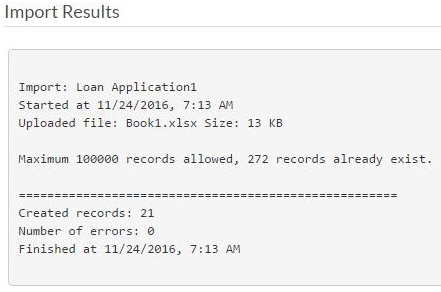 Import Results
Import: Loan Application1
Started at 11/24/2016, 7:13 AM
Uploaded file: Book1.xlsx Size: 13 KB
Maximum 100000 records allowed, 272 records already exist.
=====================================================
Created records: 21
Number of errors: 0
Finished at 11/24/2016, 7:13 AM